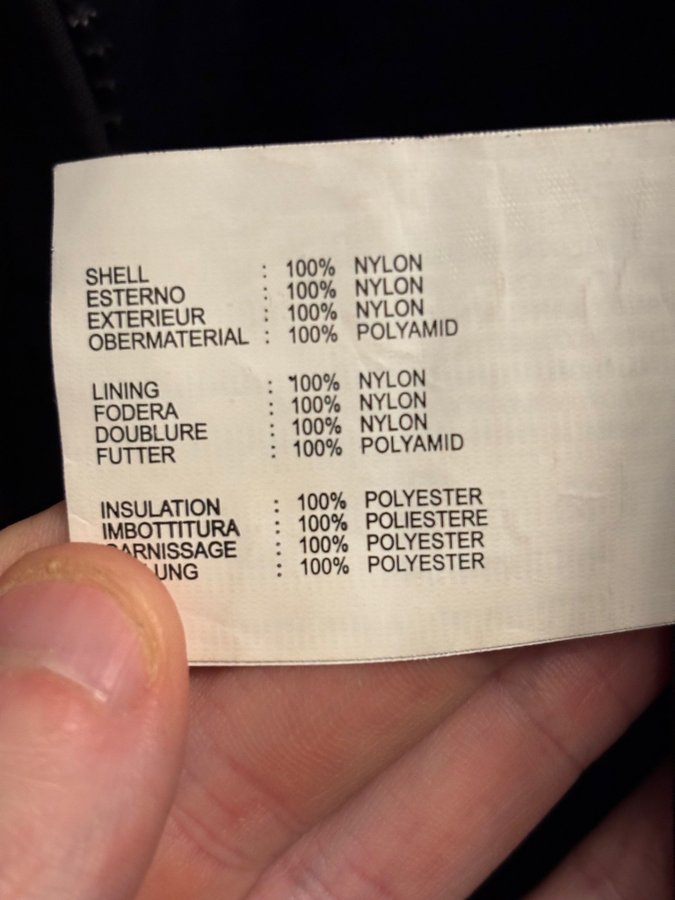 SHELL : 100% NYLON
ESTERNO : 100% NYLON
EXTERIEUR : 100% NYLON
OBERMATERIAL : 100% POLYAMID
LINING : 100% NYLON
FODERA : 100% NYLON
DOUBLURE : 100% NYLON
FUTTER : 100% POLYAMID
INSULATION : 100% POLYESTER
IMBOTTITURA : 100% POLIESTERE
GARNISSAGE : 100% POLYESTER
: 100% POLYESTER